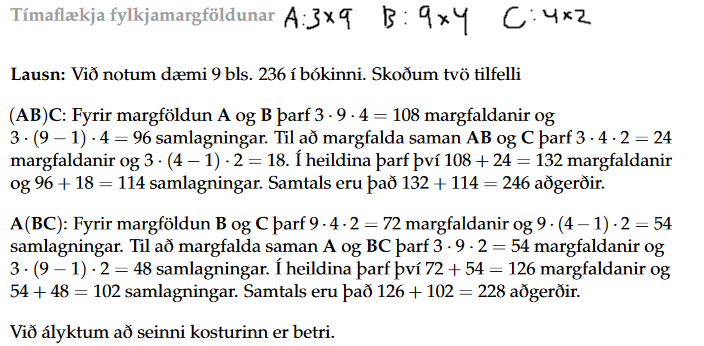 Tímaflækja fylkjamargföldunar A:3×9 B:9×4 C:4×2
Lausn: Við notum dæmi 9 bls. 236 í bókinni. Skoðum tvö tilfelli
(AB)C: Fyrir margföldun A og B þarf 3 · 9 · 4 = 108 margfaldanir og
3 · (9 − 1) · 4 = 96 samlagningar. Til að margfalda saman AB og C þarf 3 · 4 · 2 = 24
margfaldanir og 3 · (4 − 1) · 2 = 18. Í heildina þarf því 108 + 24 = 132 margfaldanir
og 96 + 18 = 114 samlagningar. Samtals eru það 132 + 114 = 246 aðgerðir.
A(BC): Fyrir margföldun B og C þarf 9 · 4 · 2 = 72 margfaldanir og 9 · (4 − 1) · 2 = 54
samlagningar. Til að margfalda saman A og BC þarf 3 · 9 · 2 = 54 margfaldanir og
3 · (9 − 1) · 2 = 48 samlagningar. Í heildina þarf því 72 + 54 = 126 margfaldanir og
54 + 48 = 102 samlagningar. Samtals eru það 126 + 102 = 228 aðgerðir.
Við ályktum að seinni kosturinn er betri.